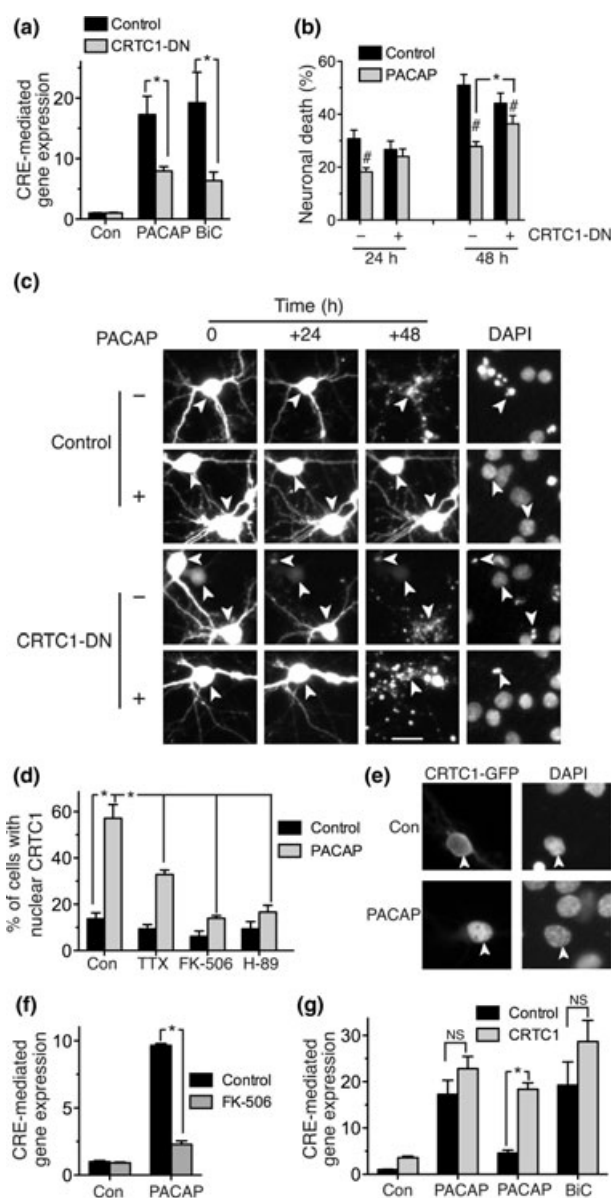 (a)
Control
CRTC1-DN
CRE-mediated
gene expression
20
10
0
*
*
Con PACAP BiC
(b)
Control
PACAP
Neuronal death (%)
60
40
20
0
# * # #
– + – + CRTC1-DN
24 h 48 h
(c)
Time (h)
PACAP 0 +24 +48 DAPI
–
Control
+
–
CRTC1-DN
+
(d)
% of cells with
nuclear CRTC1
60
40
20
0
* *
Control
PACAP
Con TTX FK-506 H-89
(e)
CRTC1-GFP DAPI
Con
PACAP
(f)
CRE-mediated
gene expression
10
5
0
*
Control
FK-506
Con PACAP
(g)
Control
CRTC1
CRE-mediated
gene expression
30
20
10
0
NS
*
NS
Con PACAP PACAP BiC